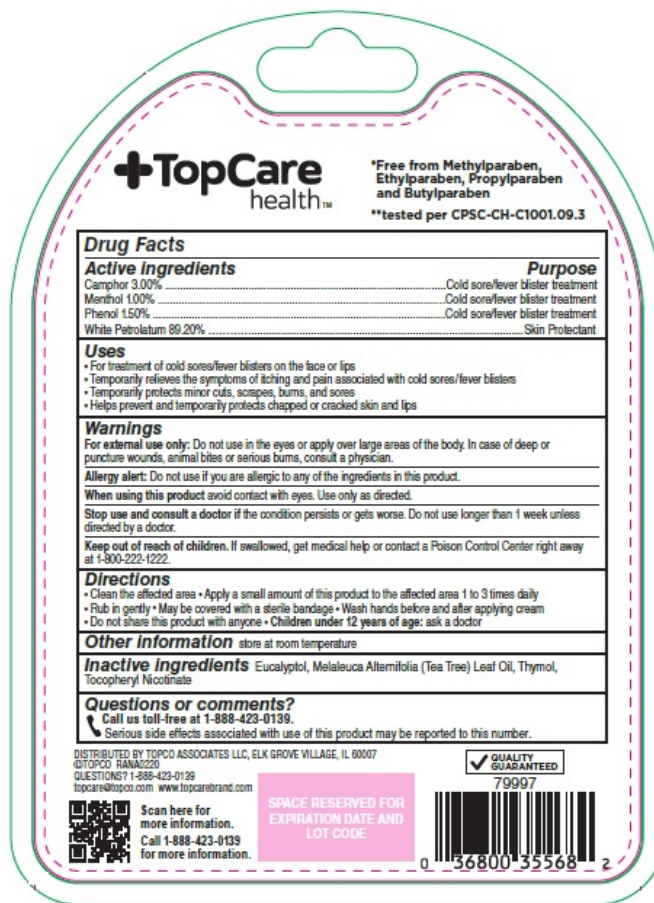 TopCare
health™
*Free from Methylparaben,
Ethylparaben, Propylparaben
and Butylparaben
**tested per CPSC-CH-C1001.09.3
Drug Facts
Active ingredients Purpose
Camphor 3.00% ........ Cold sore/fever blister treatment
Menthol 1.00% ........ Cold sore/fever blister treatment
Phenol 1.50% ........ Cold sore/fever blister treatment
White Petrolatum 89.20% ........ Skin Protectant
Uses
• For treatment of cold sores/fever blisters on the face or lips
• Temporarily relieves the symptoms of itching and pain associated with cold sores/fever blisters
• Temporarily protects minor cuts, scrapes, burns, and sores
• Helps prevent and temporarily protects chapped or cracked skin and lips
Warnings
For external use only: Do not use in the eyes or apply over large areas of the body. In case of deep or
puncture wounds, animal bites or serious burns, consult a physician.
Allergy alert: Do not use if you are allergic to any of the ingredients in this product.
When using this product avoid contact with eyes. Use only as directed.
Stop use and consult a doctor if the condition persists or gets worse. Do not use longer than 1 week unless
directed by a doctor.
Keep out of reach of children. If swallowed, get medical help or contact a Poison Control Center right away
at 1-800-222-1222.
Directions
• Clean the affected area • Apply a small amount of this product to the affected area 1 to 3 times daily
• Rub in gently • May be covered with a sterile bandage • Wash hands before and after applying cream
• Do not share this product with anyone • Children under 12 years of age: ask a doctor
Other information store at room temperature
Inactive ingredients Eucalyptol, Melaleuca Alternifolia (Tea Tree) Leaf Oil, Thymol,
Tocopheryl Nicotinate
Questions or comments?
Call us toll-free at 1-888-423-0139.
Serious side effects associated with use of this product may be reported to this number.
DISTRIBUTED BY TOPCO ASSOCIATES LLC, ELK GROVE VILLAGE, IL 60007
©TOPCO RANA0220
QUESTIONS? 1-888-423-0139
topcare@topco.com www.topcarebrand.com
Scan here for
more information.
Call 1-888-423-0139
for more information.
SPACE RESERVED FOR
EXPIRATION DATE AND
LOT CODE
QUALITY
GUARANTEED
79997
0 36800 35568 2